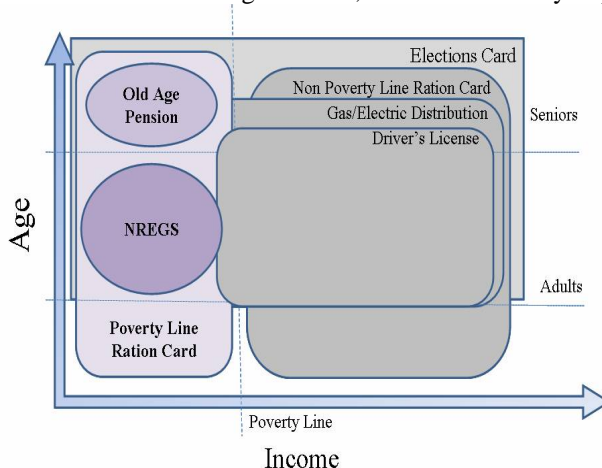 Elections Card
Non Poverty Line Ration Card
Old Age
Pension
Gas/Electric Distribution
Seniors
Driver's License
Age
NREGS
Adults
Poverty Line
Ration Card
Poverty Line
Income